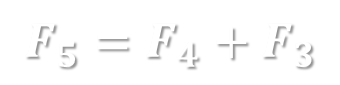 F₅ = F₄ + F₃